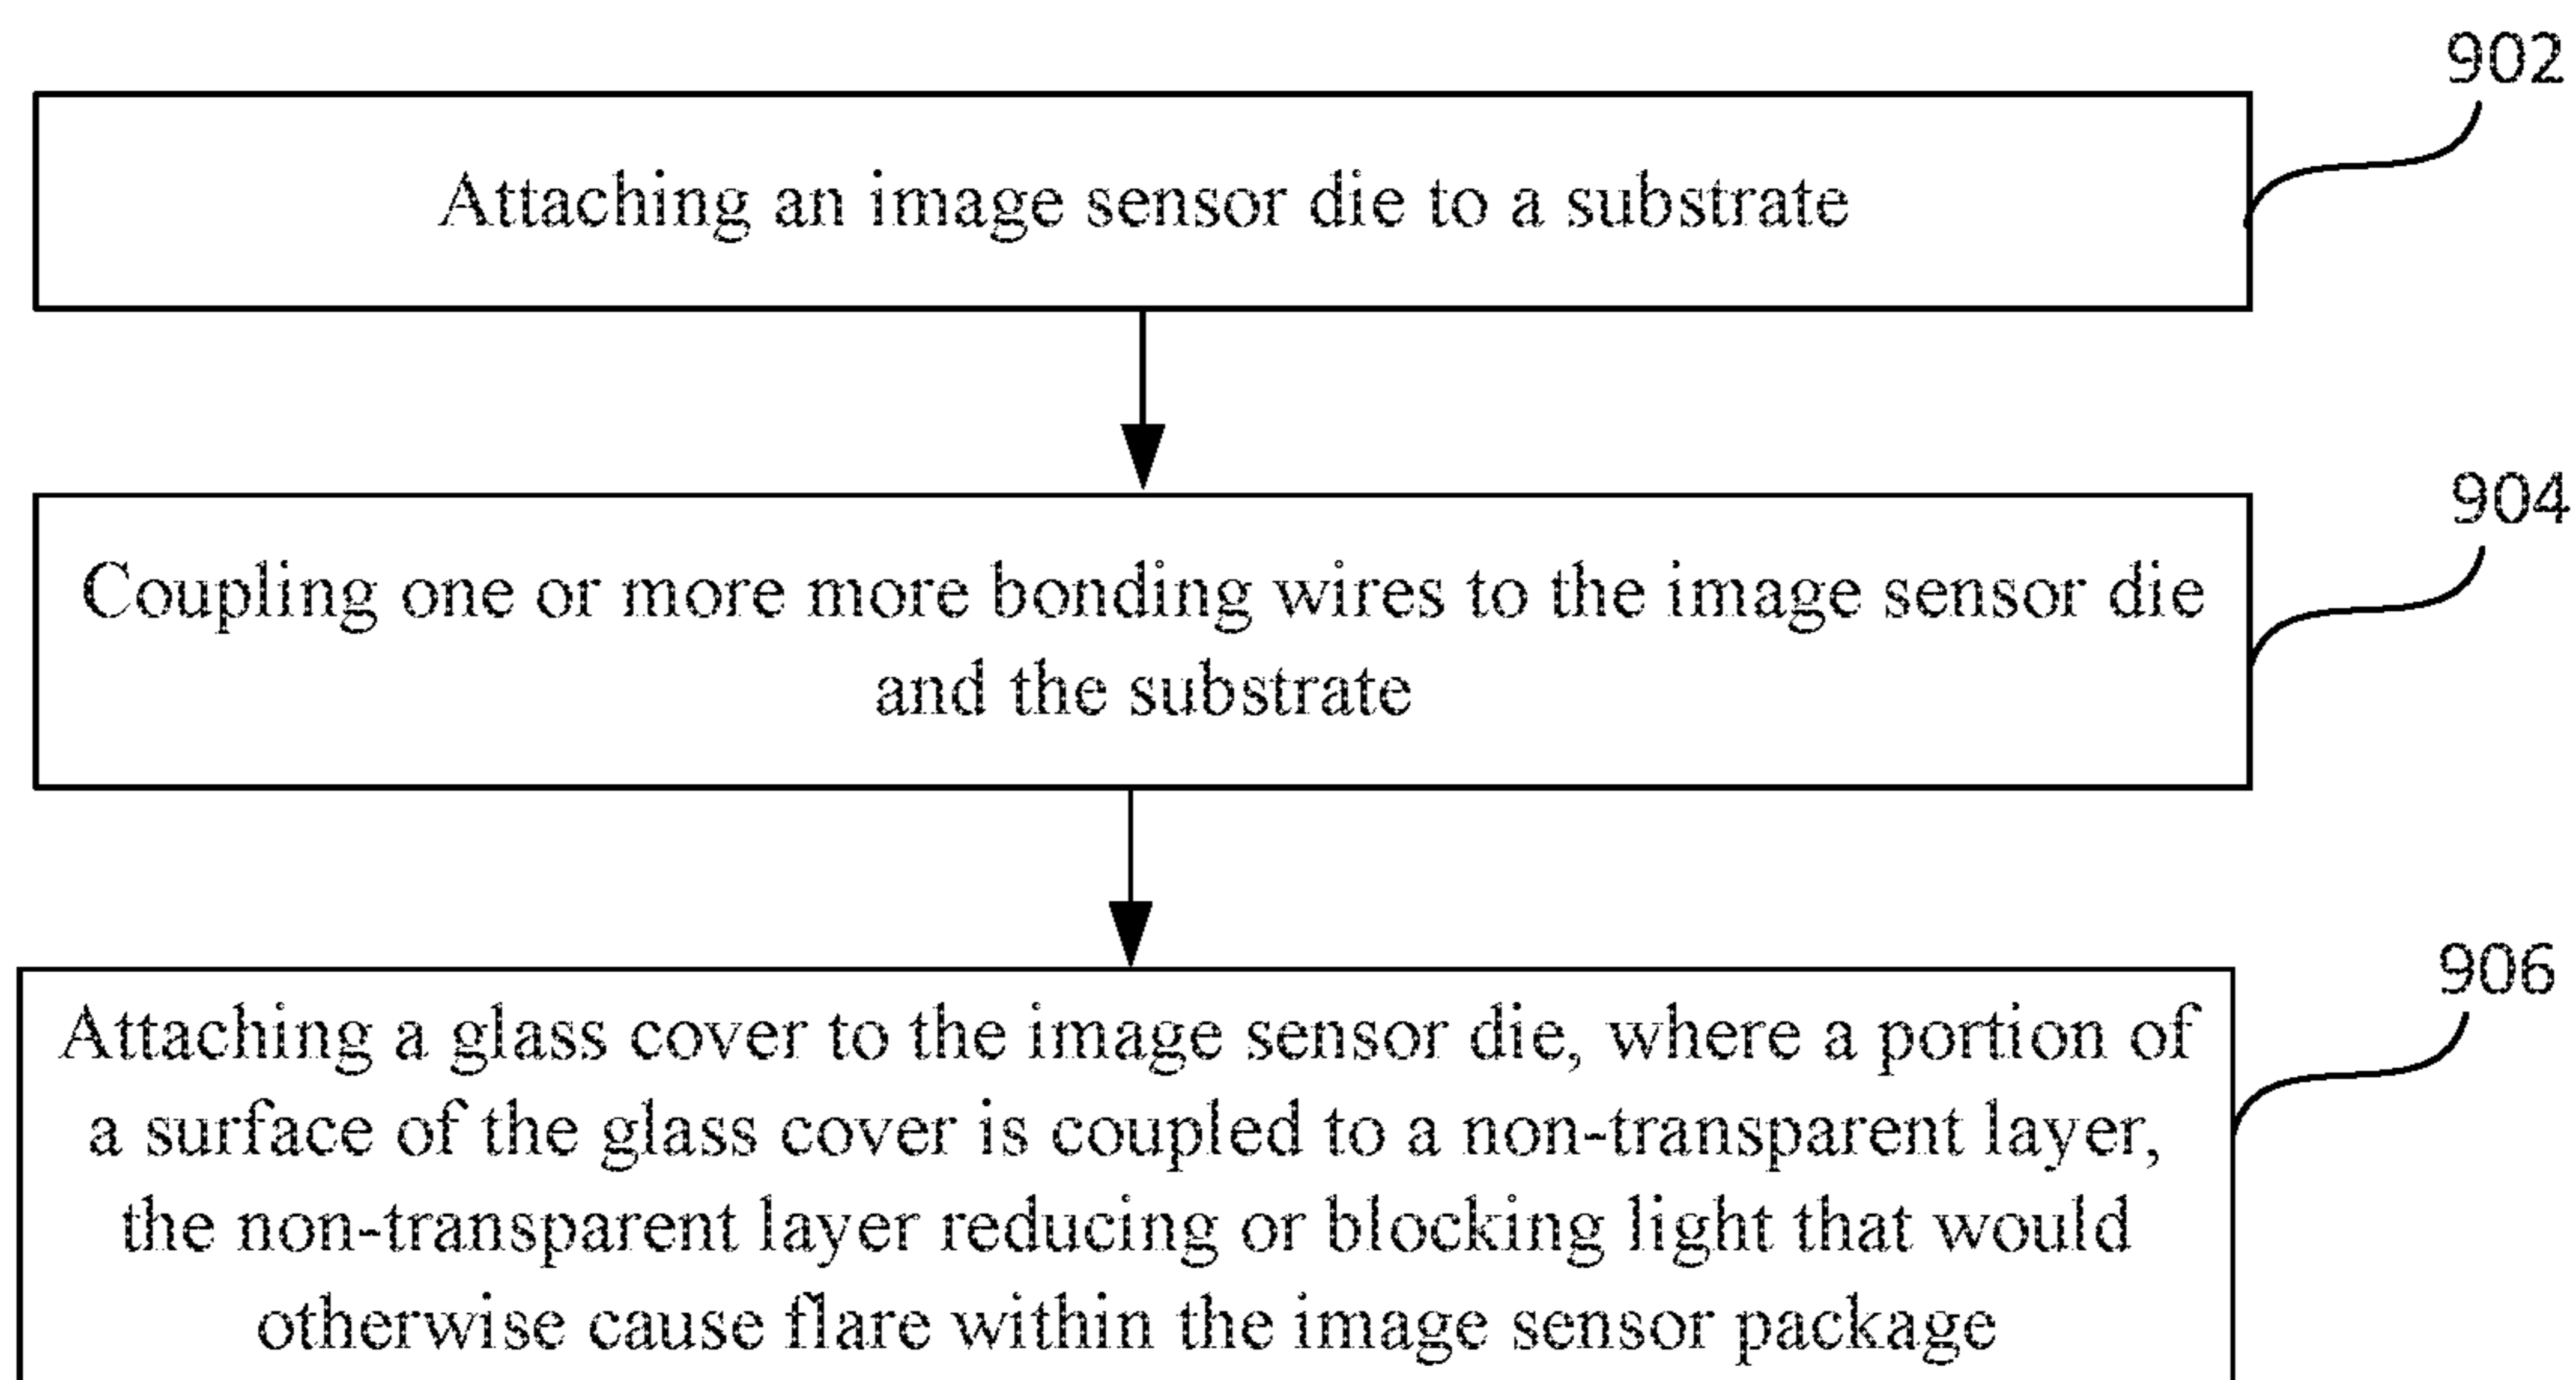 902
Attaching an image sensor die to a substrate
904
Coupling one or more more bonding wires to the image sensor die
and the substrate
906
Attaching a glass cover to the image sensor die, where a portion of
a surface of the glass cover is coupled to a non-transparent layer,
the non-transparent layer reducing or blocking light that would
otherwise cause flare within the image sensor package